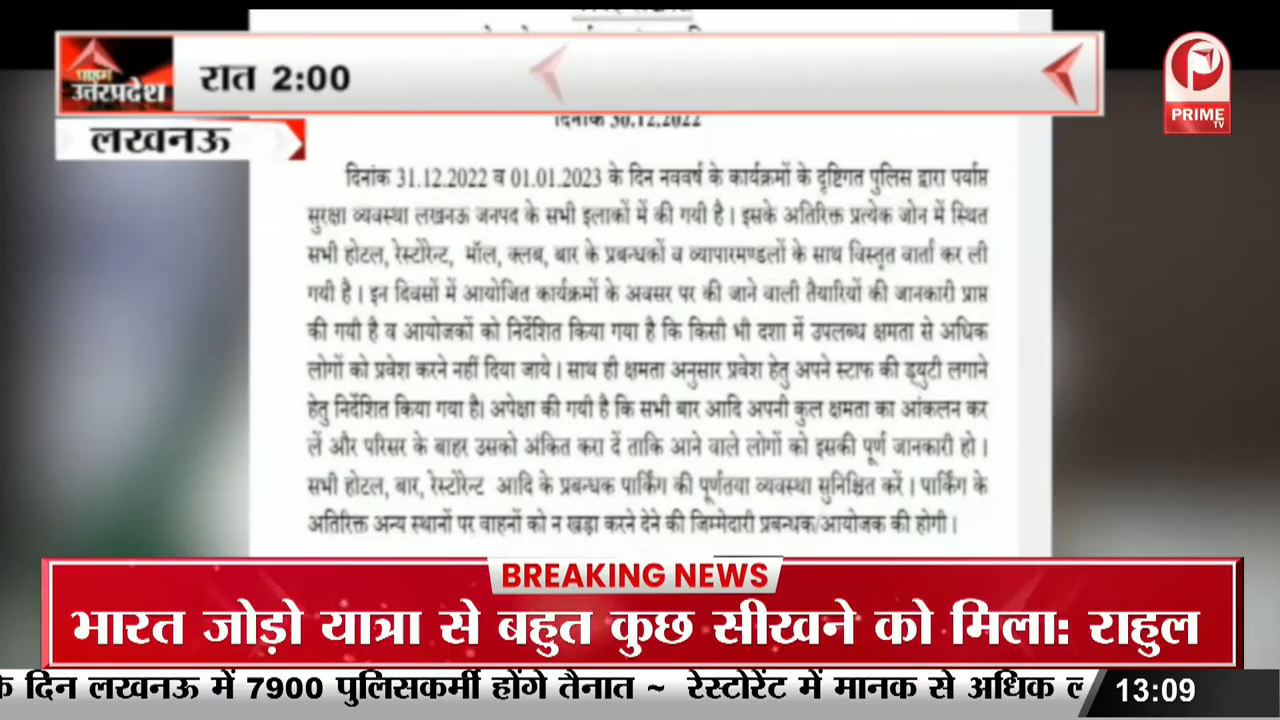 प्राइम
उत्तरप्रदेश
रात 2:00
PRIME
TV
लखनऊ
दिनांक 30.12.2022
दिनांक 31.12.2022 व 01.01.2023 के दिन नववर्ष के कार्यक्रमों के दृष्टिगत पुलिस द्वारा पर्याप्त
सुरक्षा व्यवस्था लखनऊ जनपद के सभी इलाकों में की गयी है। इसके अतिरिक्त प्रत्येक जोन में स्थित
सभी होटल, रेस्टोरेन्ट, मॉल, क्लब, बार के प्रबन्धकों व व्यापारमण्डलों के साथ विस्तृत वार्ता कर ली
गयी है। इन दिवसों में आयोजित कार्यक्रमों के अवसर पर की जाने वाली तैयारियों की जानकारी प्राप्त
की गयी है व आयोजकों को निर्देशित किया गया है कि किसी भी दशा में उपलब्ध क्षमता से अधिक
लोगों को प्रवेश करने नहीं दिया जाये। साथ ही क्षमता अनुसार प्रवेश हेतु अपने स्टाफ की ड्युटी लगाने
हेतु निर्देशित किया गया है। अपेक्षा की गयी है कि सभी बार आदि अपनी कुल क्षमता का आंकलन कर
लें और परिसर के बाहर उसको अंकित करा दें ताकि आने वाले लोगों को इसकी पूर्ण जानकारी हो।
सभी होटल, बार, रेस्टोरेन्ट आदि के प्रबन्धक पार्किंग की पूर्णतया व्यवस्था सुनिश्चित करें। पार्किंग के
अतिरिक्त अन्य स्थानों पर वाहनों को न खड़ा करने देने की जिम्मेदारी प्रबन्धक/आयोजक की होगी।
BREAKING NEWS
भारत जोड़ो यात्रा से बहुत कुछ सीखने को मिला: राहुल
के दिन लखनऊ में 7900 पुलिसकर्मी होंगे तैनात ~ रेस्टोरेंट में मानक से अधिक
13:09